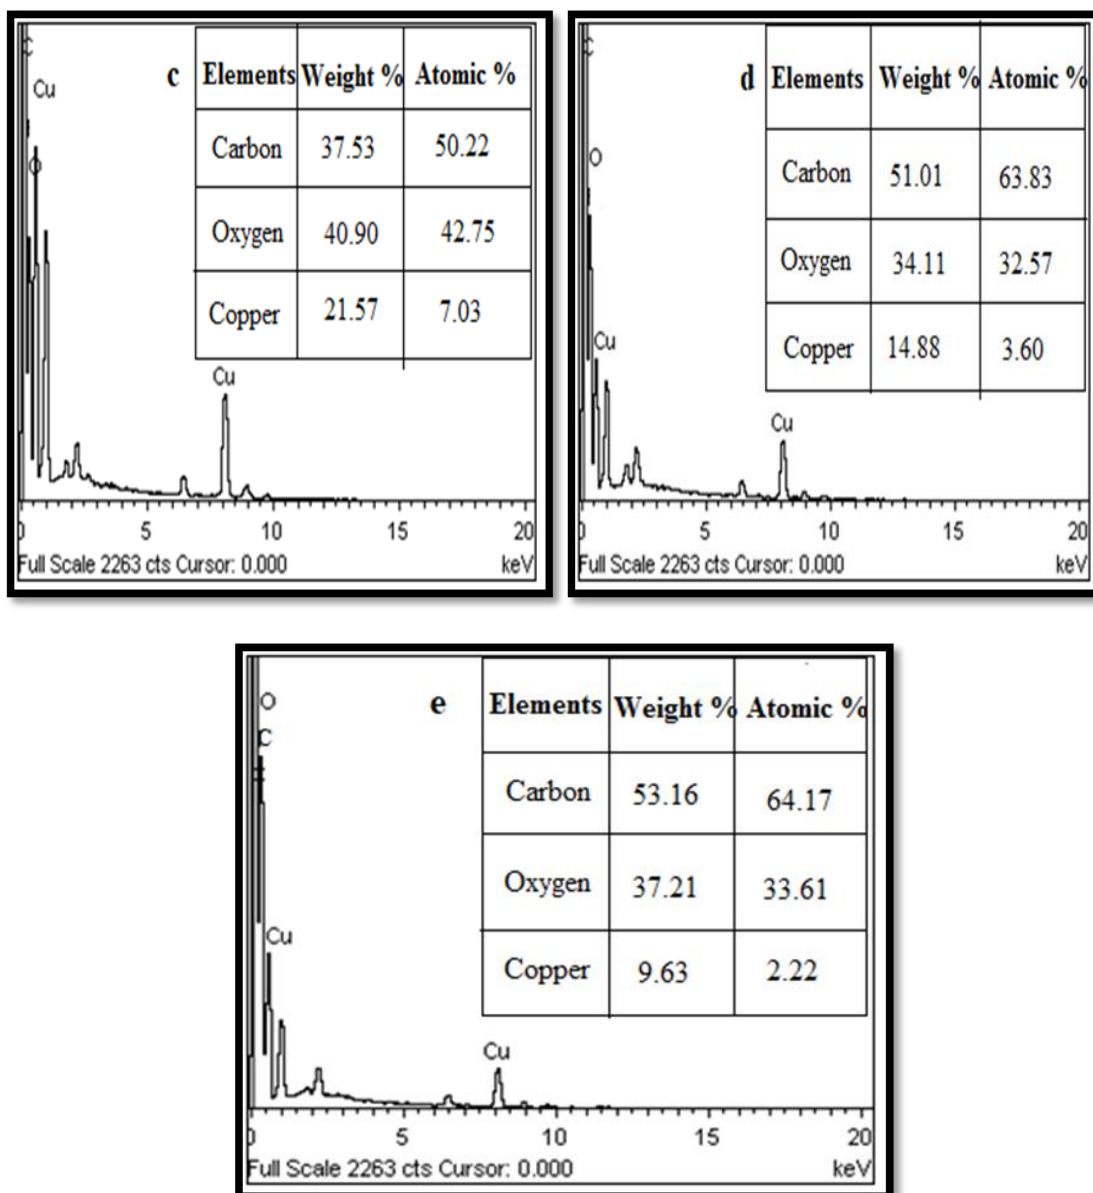 c
Elements Weight % Atomic %
Carbon 37.53 50.22
Oxygen 40.90 42.75
Copper 21.57 7.03
C
Cu
O
Cu
0 5 10 15 20
Full Scale 2263 cts Cursor: 0.000 keV
d
Elements Weight % Atomic %
Carbon 51.01 63.83
Oxygen 34.11 32.57
Copper 14.88 3.60
C
O
Cu
Cu
0 5 10 15 20
Full Scale 2263 cts Cursor: 0.000 keV
e
Elements Weight % Atomic %
Carbon 53.16 64.17
Oxygen 37.21 33.61
Copper 9.63 2.22
O
C
Cu
Cu
0 5 10 15 20
Full Scale 2263 cts Cursor: 0.000 keV